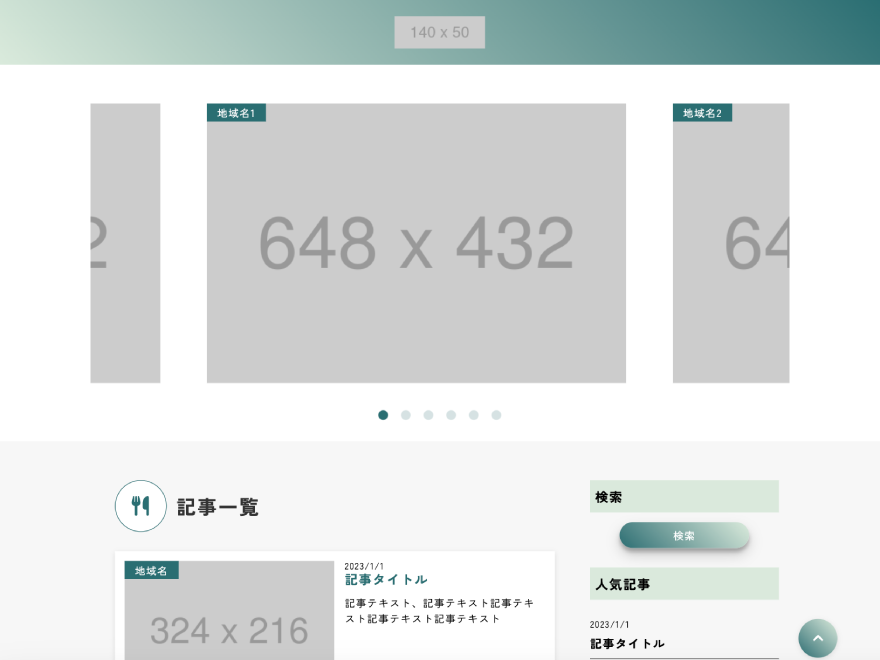 140 x 50
地域名1
地域名2
2
648 x 432
64
記事一覧
地域名
324 x 216
2023/1/1
記事タイトル
記事テキスト、記事テキスト記事テキ
スト記事テキスト記事テキスト
検索
検索
人気記事
2023/1/1
記事タイトル